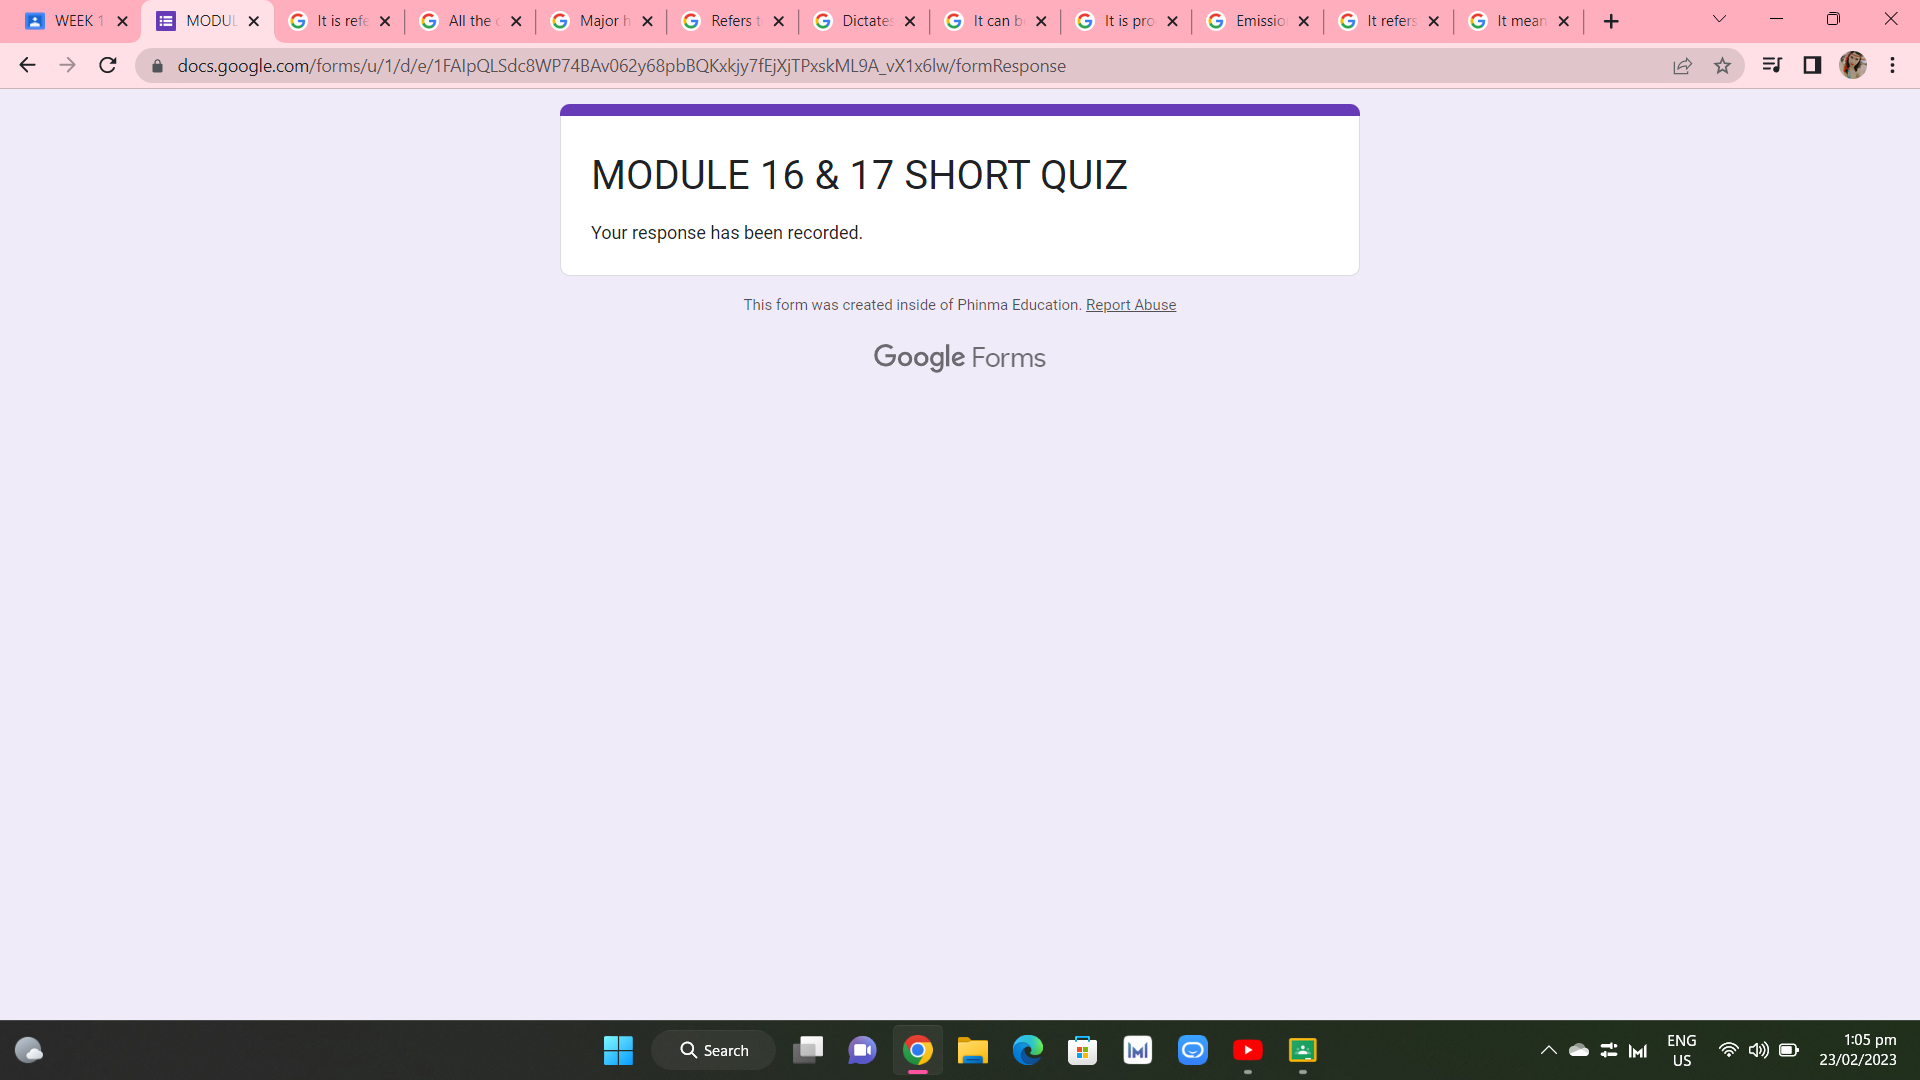 WEEK 1
MODUL
It is refe
All the
Major h
Refers t
Dictates
It can b
It is pro
Emissio
It refers
It mean
docs.google.com/forms/u/1/d/e/1FAIpQLSdc8WP74BAv062y68pbBQKxkjy7fEjXjTPxskML9A_vX1x6lw/formResponse
MODULE 16 & 17 SHORT QUIZ
Your response has been recorded.
This form was created inside of Phinma Education. Report Abuse
Google Forms
Search
ENG
US
1:05 pm
23/02/2023